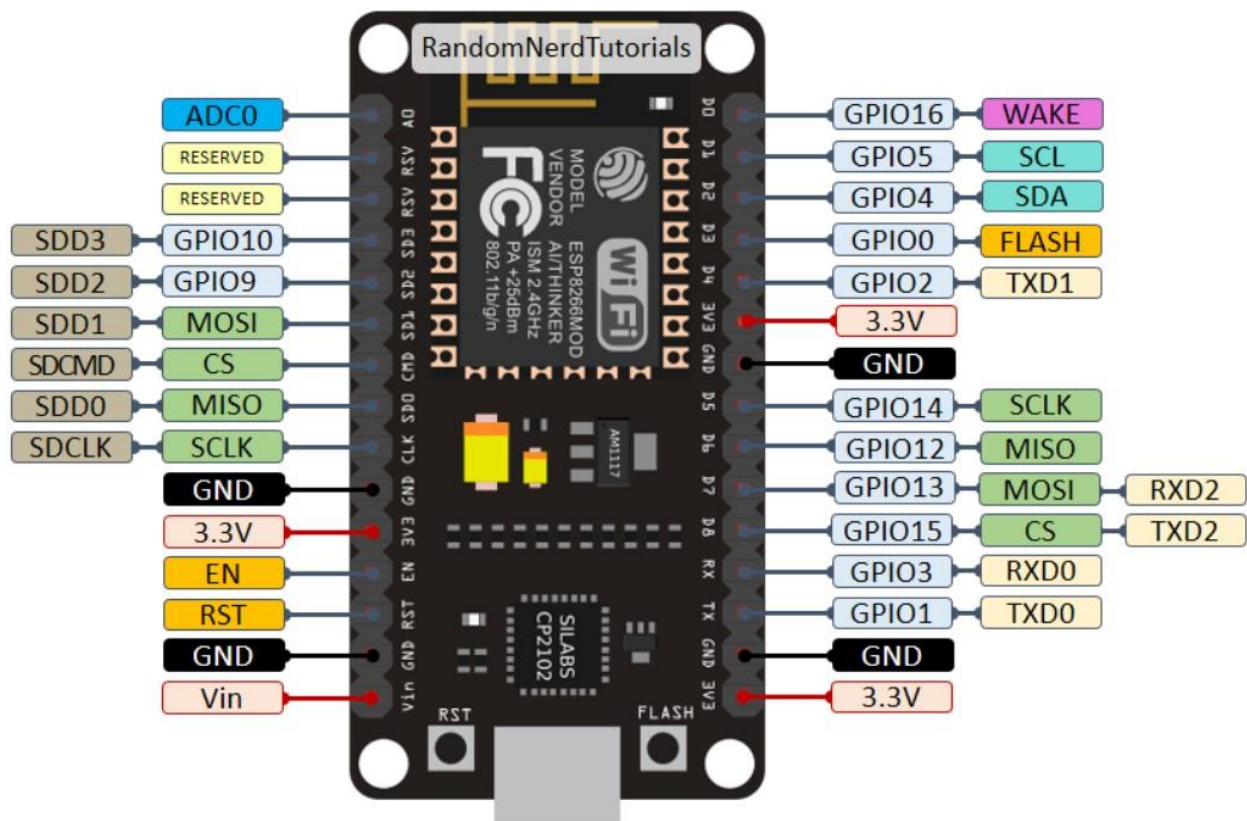 RandomNerdTutorials
ADC0
RESERVED
RESERVED
SDD3 GPIO10
SDD2 GPIO9
SDD1 MOSI
SDCMD CS
SDD0 MISO
SDCLK SCLK
GND
3.3V
EN
RST
GND
Vin
A0
RSV
RSV
SD3
SD2
SD1
CMD
SD0
CLK
GND
3V3
EN
RST
GND
Vin
FC
MODEL
VENDOR
ESP8266MOD
AI/THINKER
ISM 2.4GHz
PA +25dBm
802.11b/g/n
WiFi
AM1117
SILABS
CP2102
RST
FLASH
D0
D1
D2
D3
D4
3V3
GND
D5
D6
D7
D8
RX
TX
GND
3V3
GPIO16 WAKE
GPIO5 SCL
GPIO4 SDA
GPIO0 FLASH
GPIO2 TXD1
3.3V
GND
GPIO14 SCLK
GPIO12 MISO
GPIO13 MOSI RXD2
GPIO15 CS TXD2
GPIO3 RXD0
GPIO1 TXD0
GND
3.3V